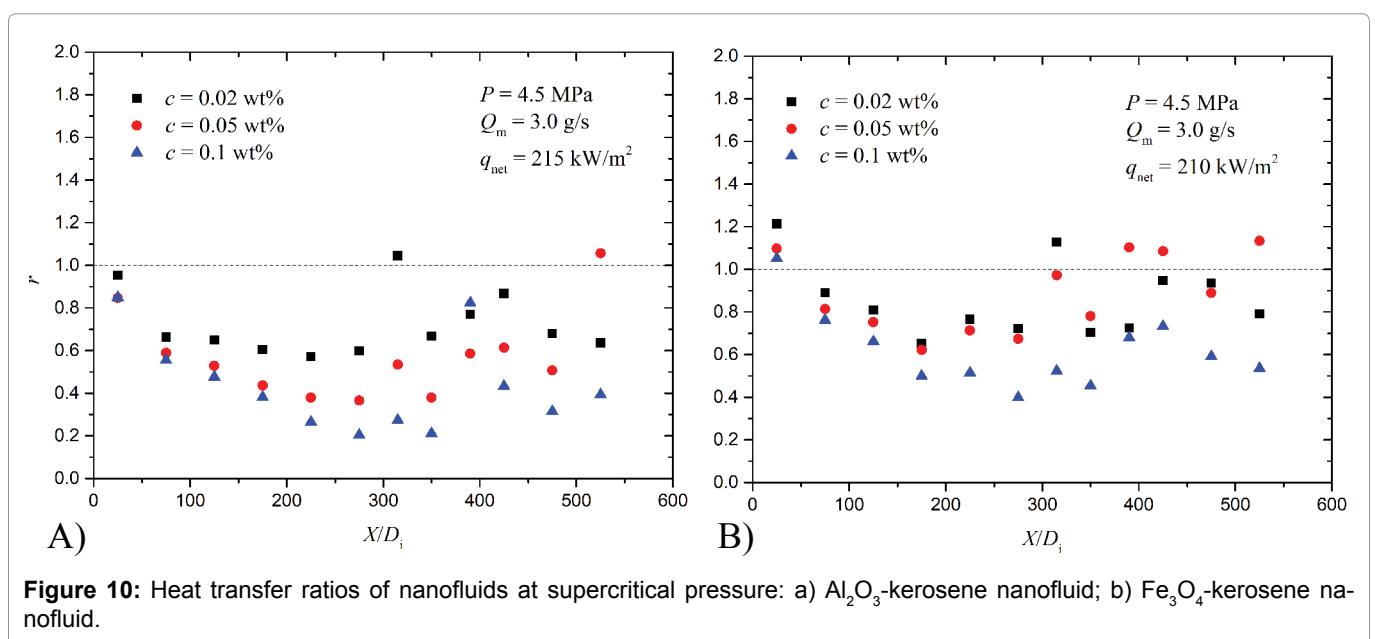 2.0
1.8
1.6
1.4
1.2
1.0
0.8
0.6
0.4
0.2
0.0
r
c = 0.02 wt%
c = 0.05 wt%
c = 0.1 wt%
P = 4.5 MPa
Qm = 3.0 g/s
qnet = 215 kW/m²
0 100 200 300 400 500 600
X/Di
A)
2.0
1.8
1.6
1.4
1.2
1.0
0.8
0.6
0.4
0.2
0.0
c = 0.02 wt%
c = 0.05 wt%
c = 0.1 wt%
P = 4.5 MPa
Qm = 3.0 g/s
qnet = 210 kW/m²
0 100 200 300 400 500 600
X/Di
B)
Figure 10: Heat transfer ratios of nanofluids at supercritical pressure: a) Al₂O₃-kerosene nanofluid; b) Fe₃O₄-kerosene na-
nofluid.